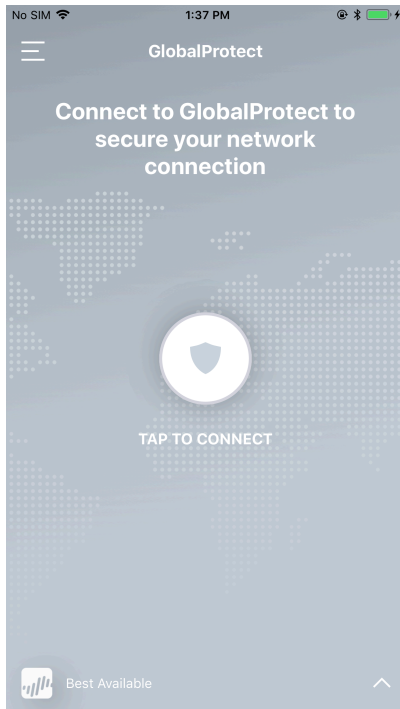 No SIM 1:37 PM
GlobalProtect
Connect to GlobalProtect to
secure your network
connection
TAP TO CONNECT
Best Available